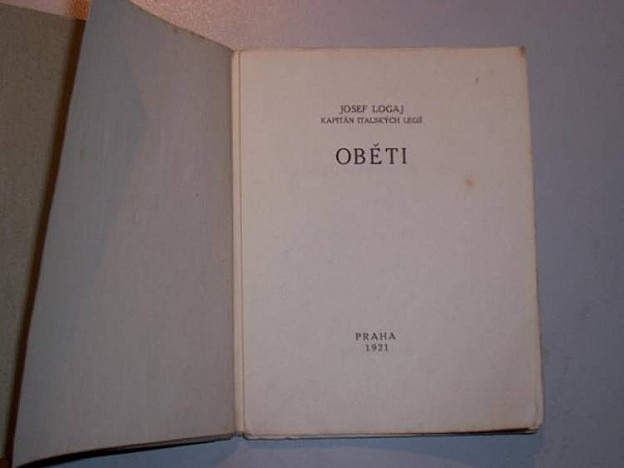 JOSEF LOGAJ
KAPITÁN ITALSKÝCH LEGIÍ
OBĚTI
PRAHA
1921